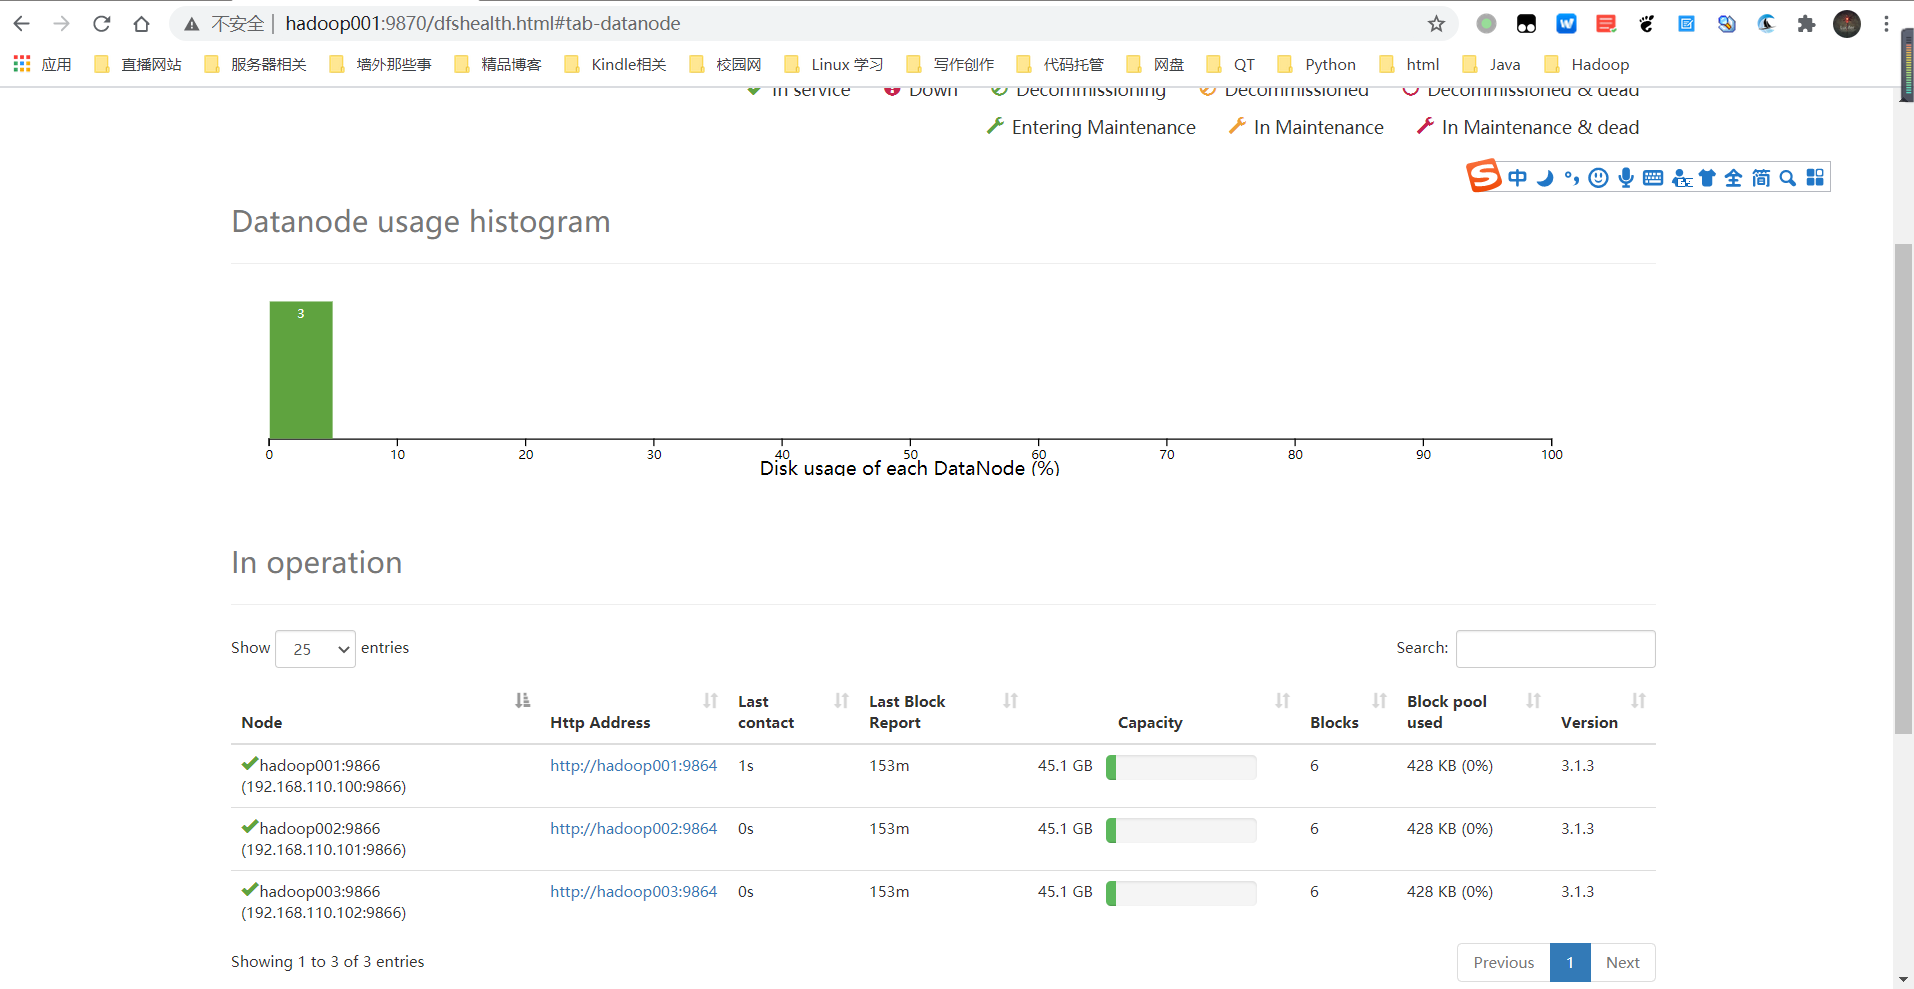 不安全 | hadoop001:9870/dfshealth.html#tab-datanode
应用 直播网站 服务器相关 墙外那些事 精品博客 Kindle相关 校园网 Linux 学习 写作创作 代码托管 网盘 QT Python html Java Hadoop
In service Down Decommissioning Decommissioned Decommissioned & dead
Entering Maintenance In Maintenance In Maintenance & dead
中 全 简
Datanode usage histogram
3
0 10 20 30 40 50 60 70 80 90 100
Disk usage of each DataNode (%)
In operation
Show 25 entries Search:
Node Http Address Last contact Last Block Report Capacity Blocks Block pool used Version
hadoop001:9866 http://hadoop001:9864 1s 153m 45.1 GB 6 428 KB (0%) 3.1.3
(192.168.110.100:9866)
hadoop002:9866 http://hadoop002:9864 0s 153m 45.1 GB 6 428 KB (0%) 3.1.3
(192.168.110.101:9866)
hadoop003:9866 http://hadoop003:9864 0s 153m 45.1 GB 6 428 KB (0%) 3.1.3
(192.168.110.102:9866)
Showing 1 to 3 of 3 entries Previous 1 Next